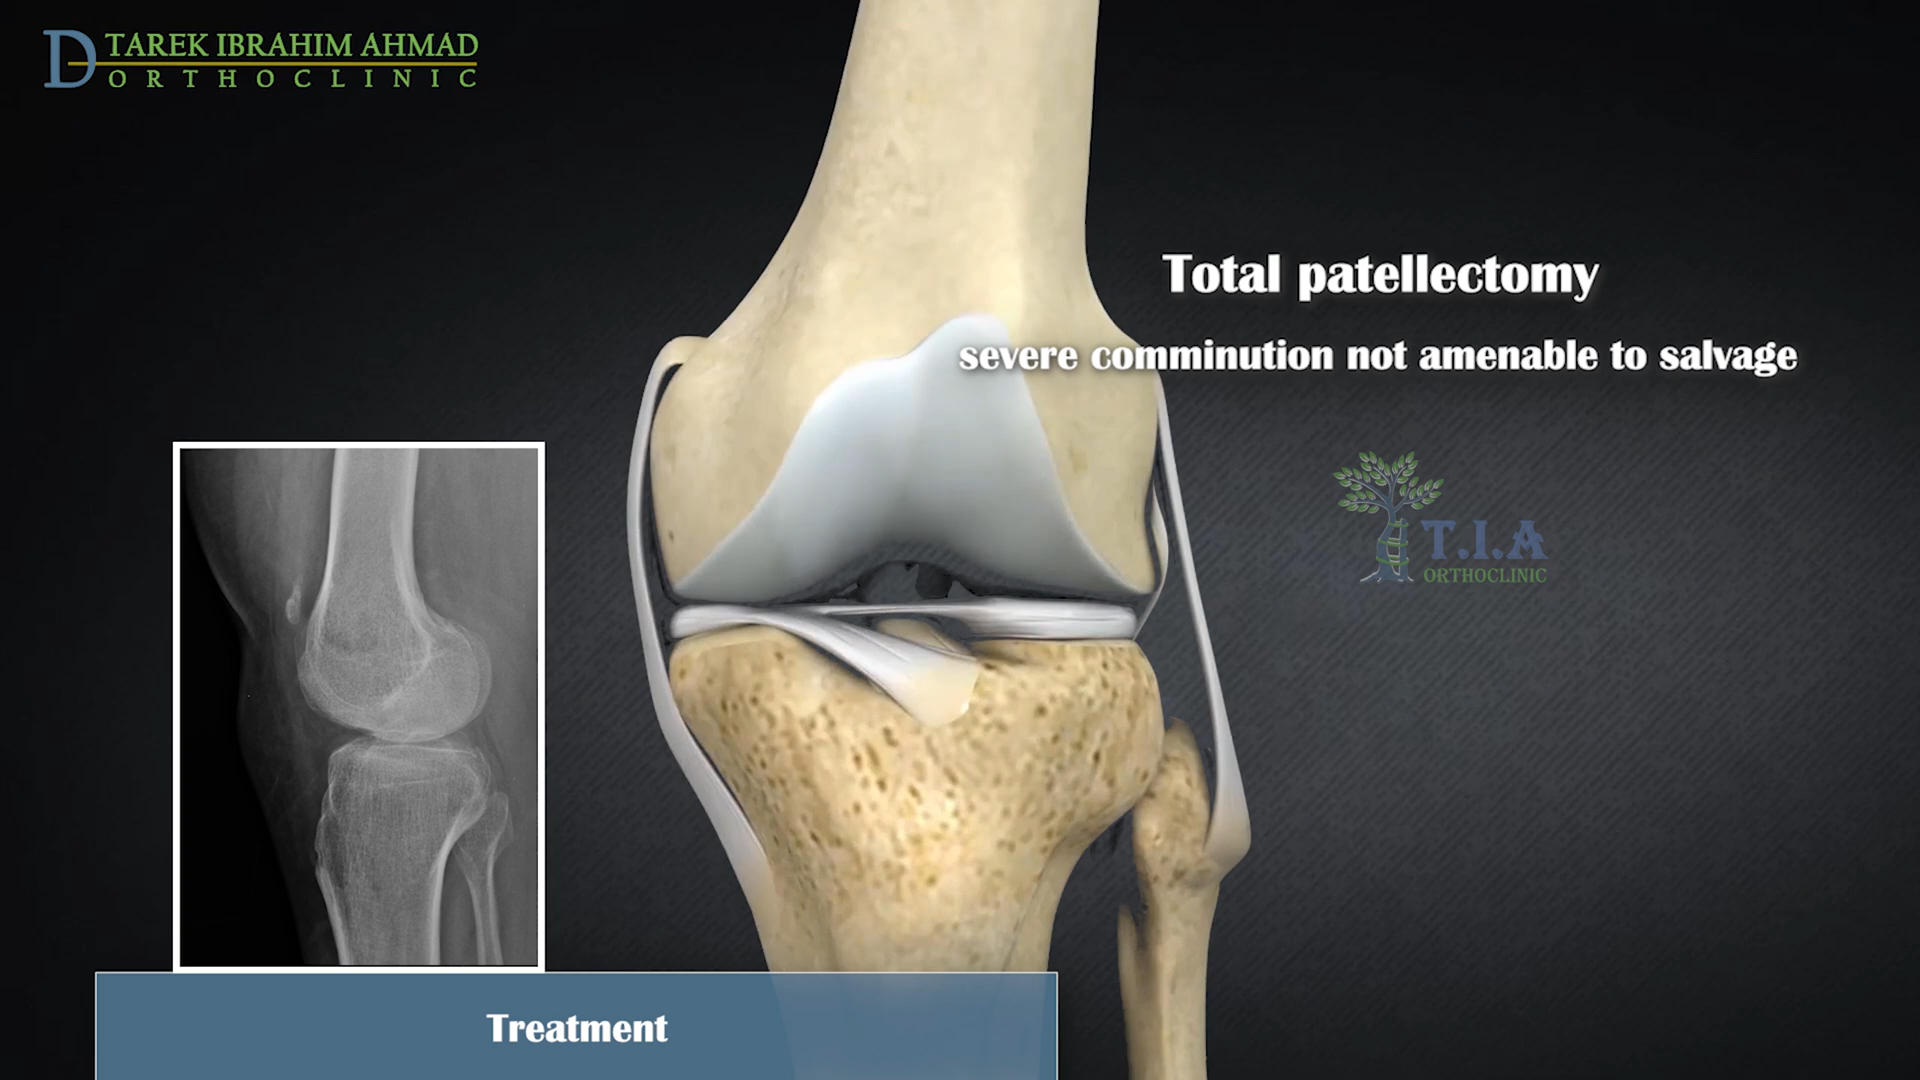 D TAREK IBRAHIM AHMAD
ORTHOCLINIC
Total patellectomy
severe comminution not amenable to salvage
T.I.A
ORTHOCLINIC
Treatment